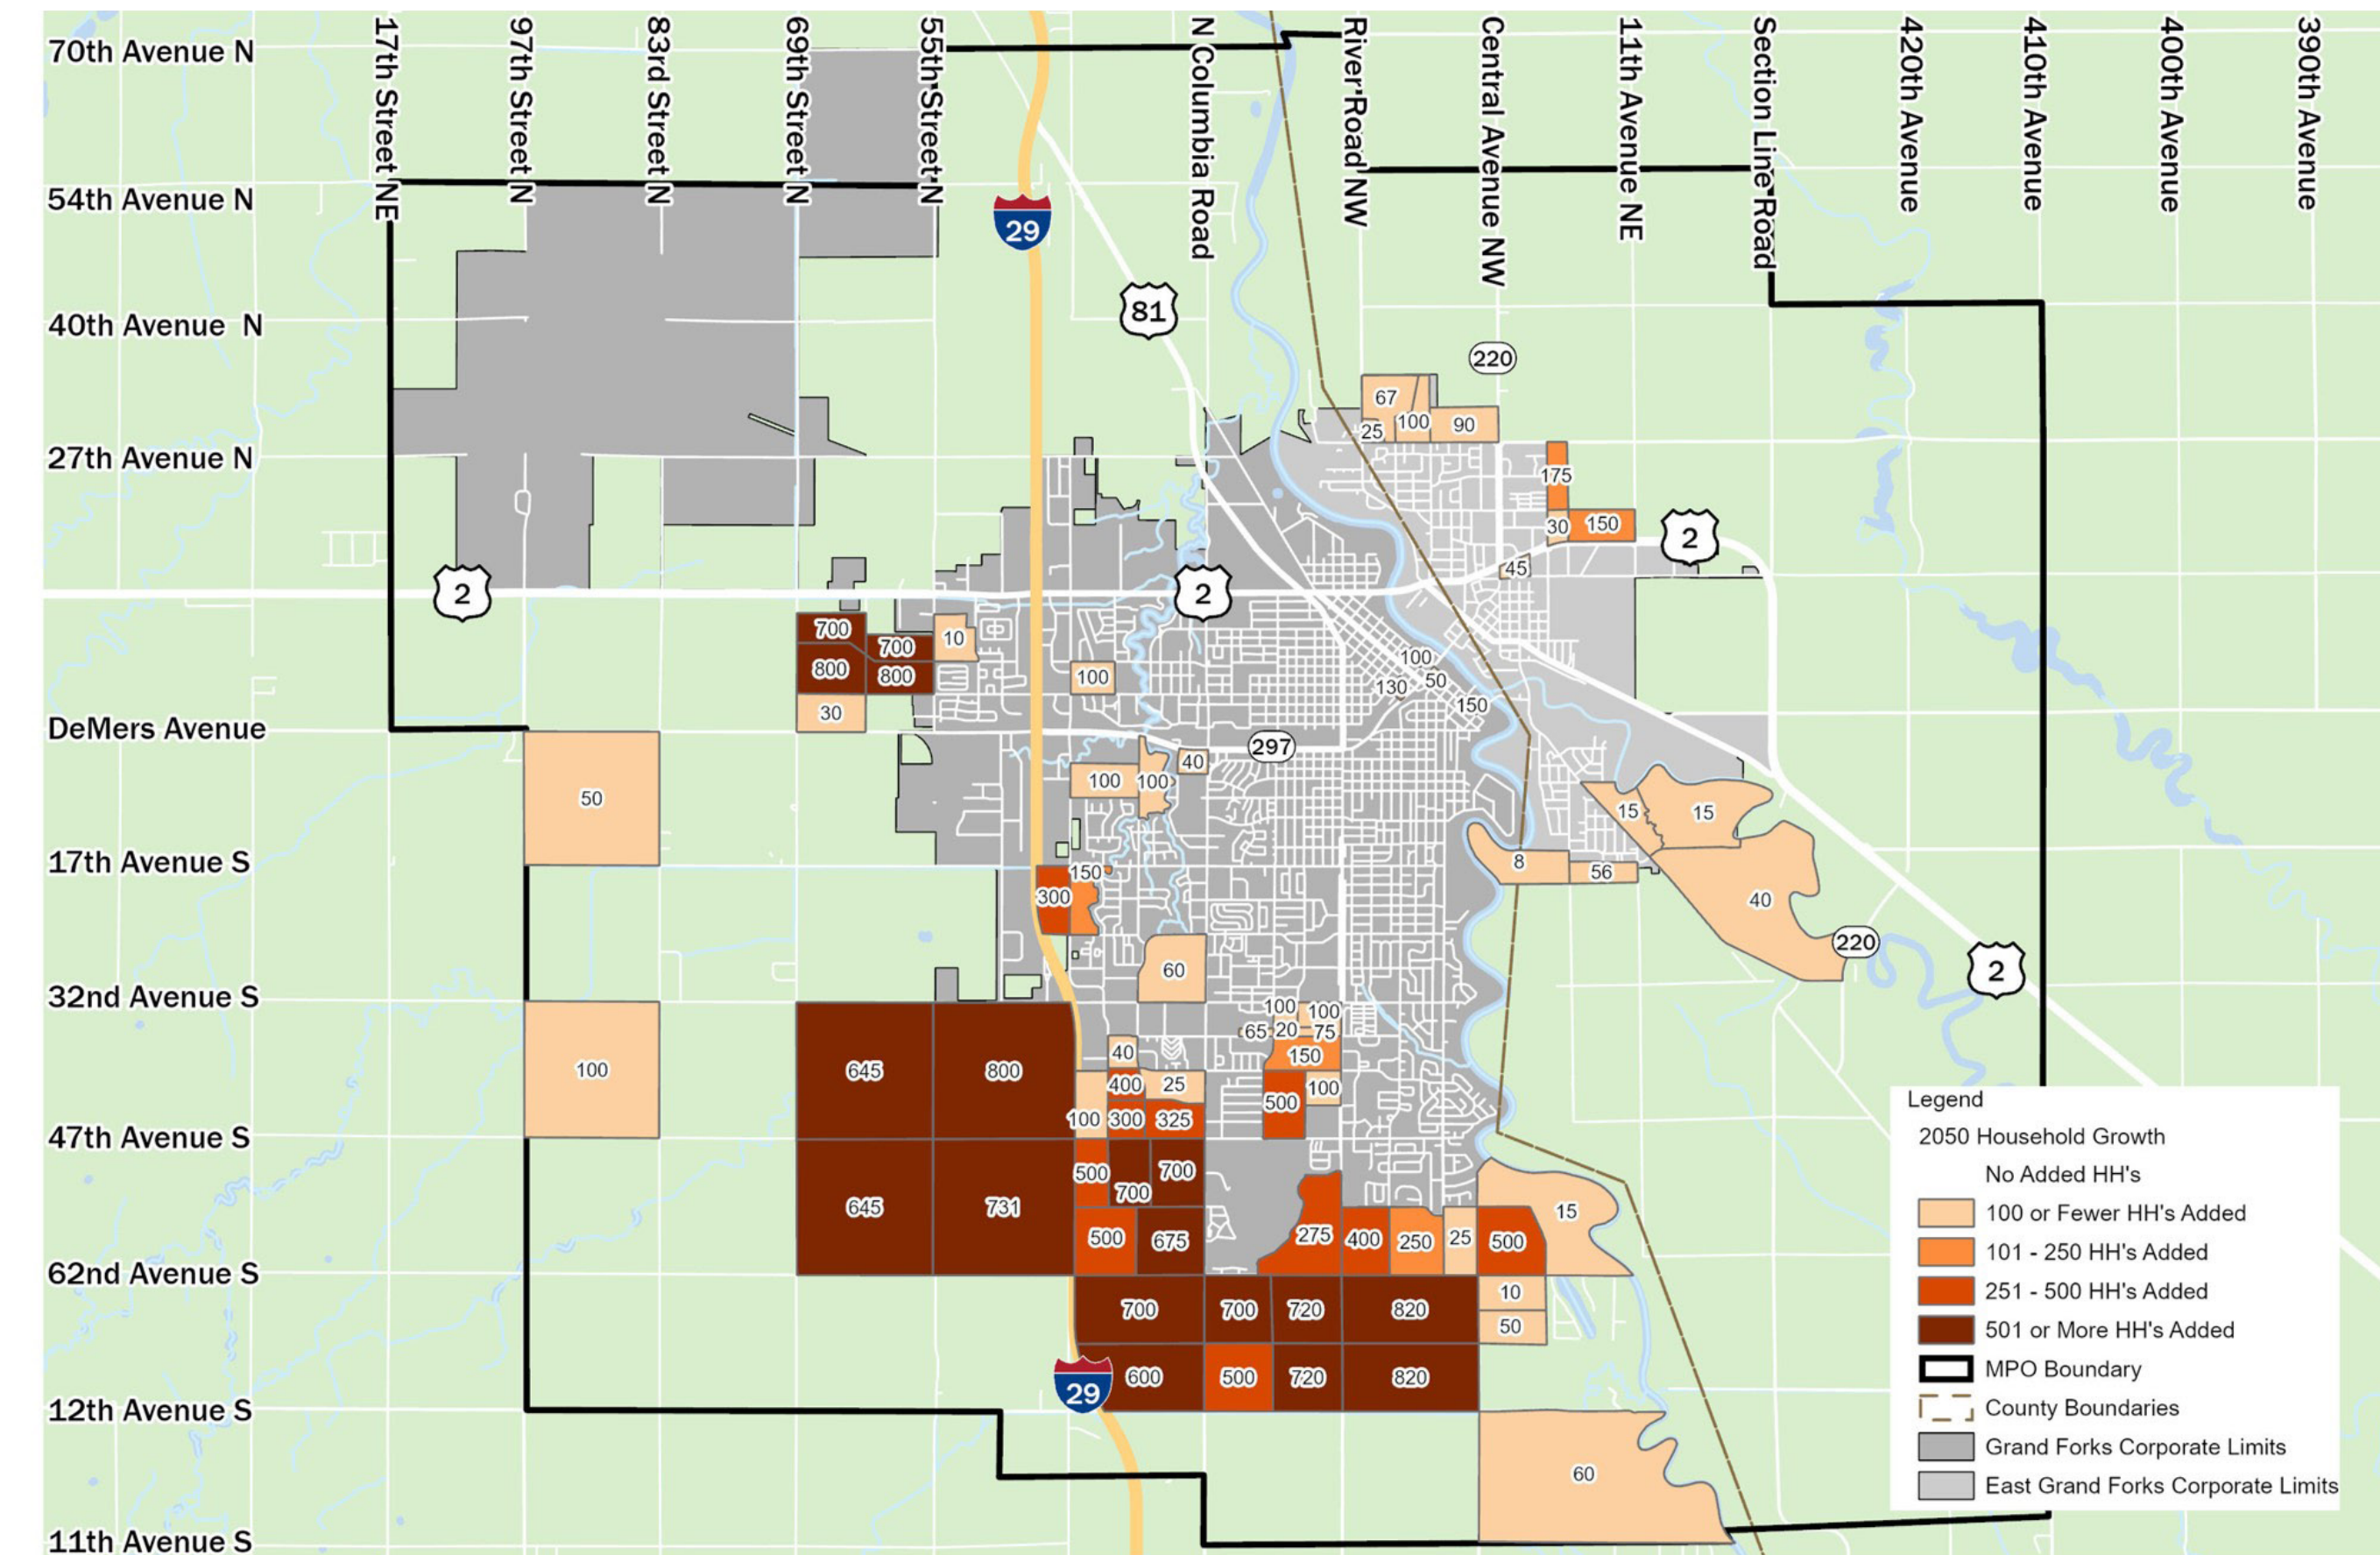 17th Street NE
97th Street N
83rd Street N
69th Street N
55th Street N
N Columbia Road
River Road NW
Central Avenue NW
11th Avenue NE
Section Line Road
420th Avenue
410th Avenue
400th Avenue
390th Avenue
70th Avenue N
54th Avenue N
29
81
40th Avenue N
220
67
100
90
25
27th Avenue N
175
30
150
2
45
2
2
700
700
10
800
800
100
30
100
50
130
150
DeMers Avenue
297
40
50
100
100
15
15
17th Avenue S
8
56
150
300
40
60
220
2
32nd Avenue S
100
100
65
20
75
40
150
100
645
800
400
25
100
500
100
300
325
47th Avenue S
500
700
700
645
731
15
500
675
275
400
250
25
500
62nd Avenue S
700
700
720
820
10
50
29
600
500
720
820
12th Avenue S
60
11th Avenue S
Legend
2050 Household Growth
No Added HH's
100 or Fewer HH's Added
101 - 250 HH's Added
251 - 500 HH's Added
501 or More HH's Added
MPO Boundary
County Boundaries
Grand Forks Corporate Limits
East Grand Forks Corporate Limits